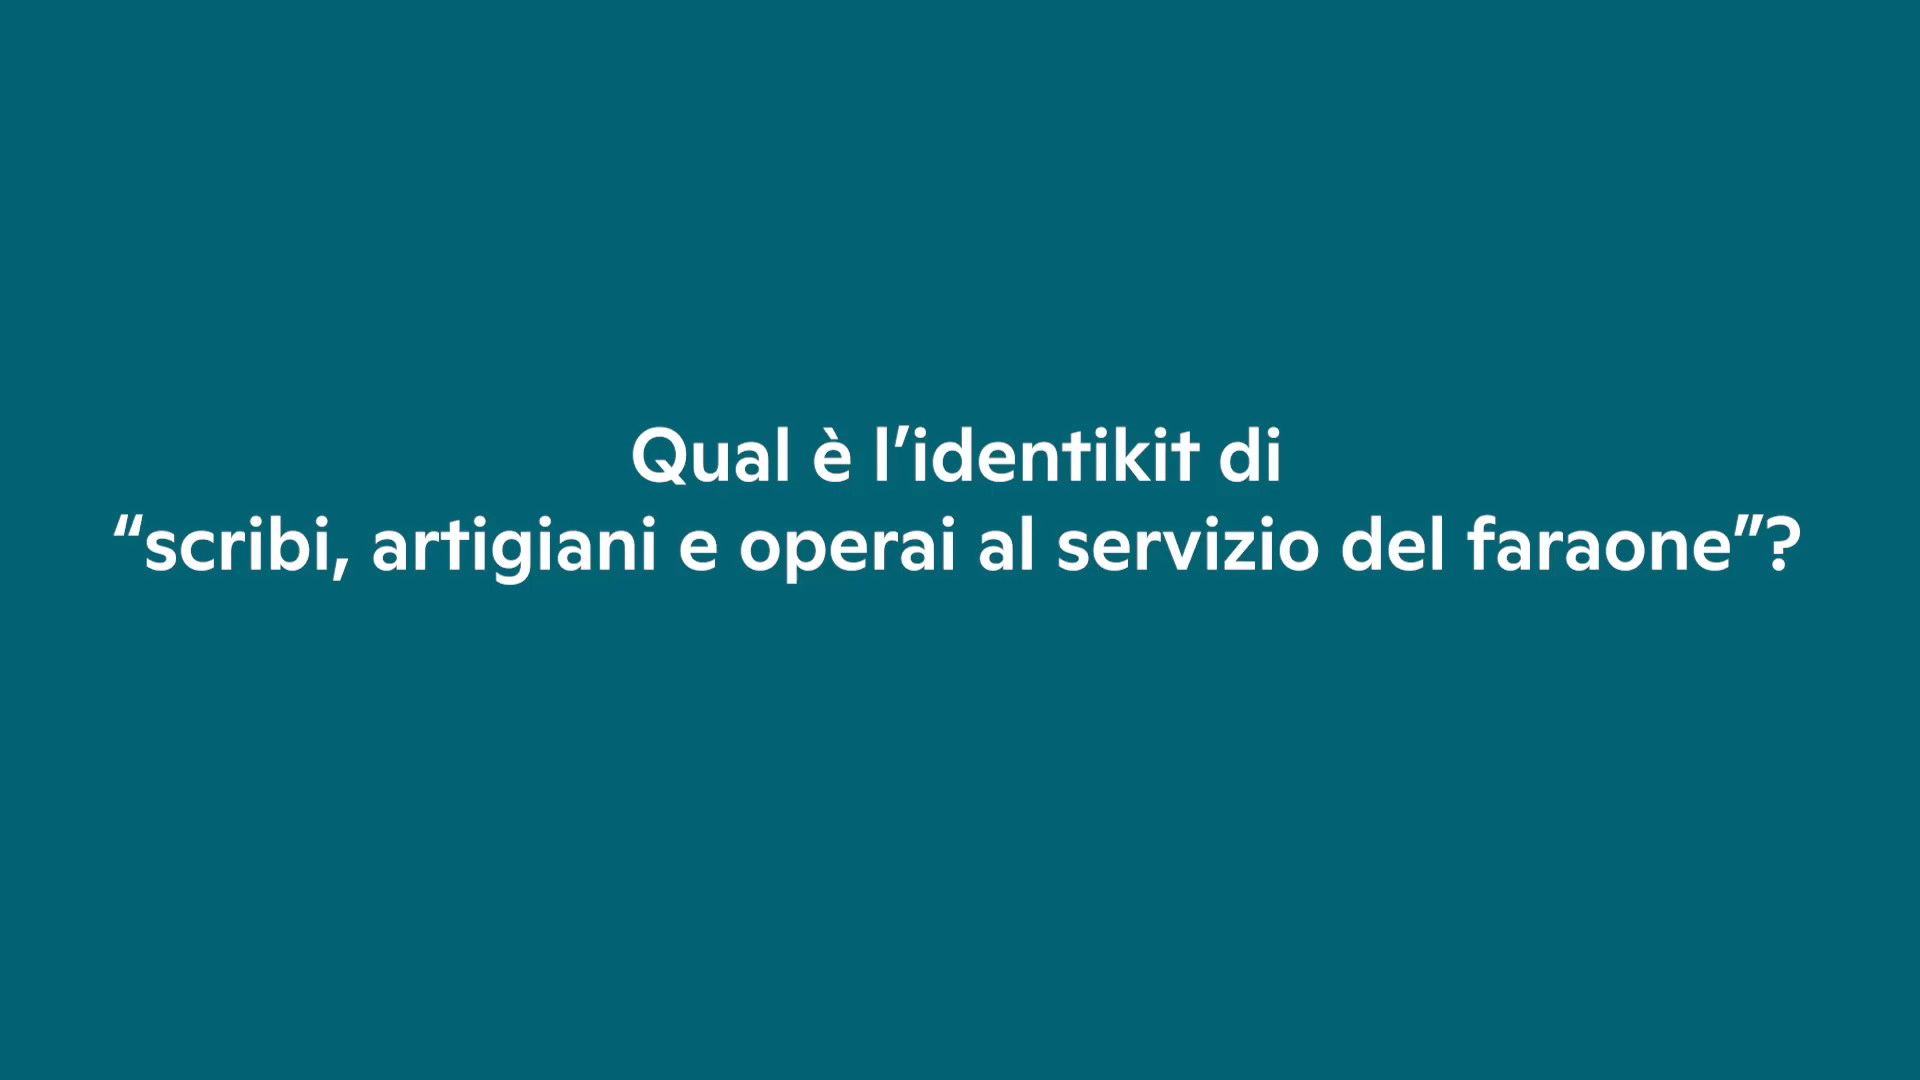 Qual è l’identikit di
“scribi, artigiani e operai al servizio del faraone”?